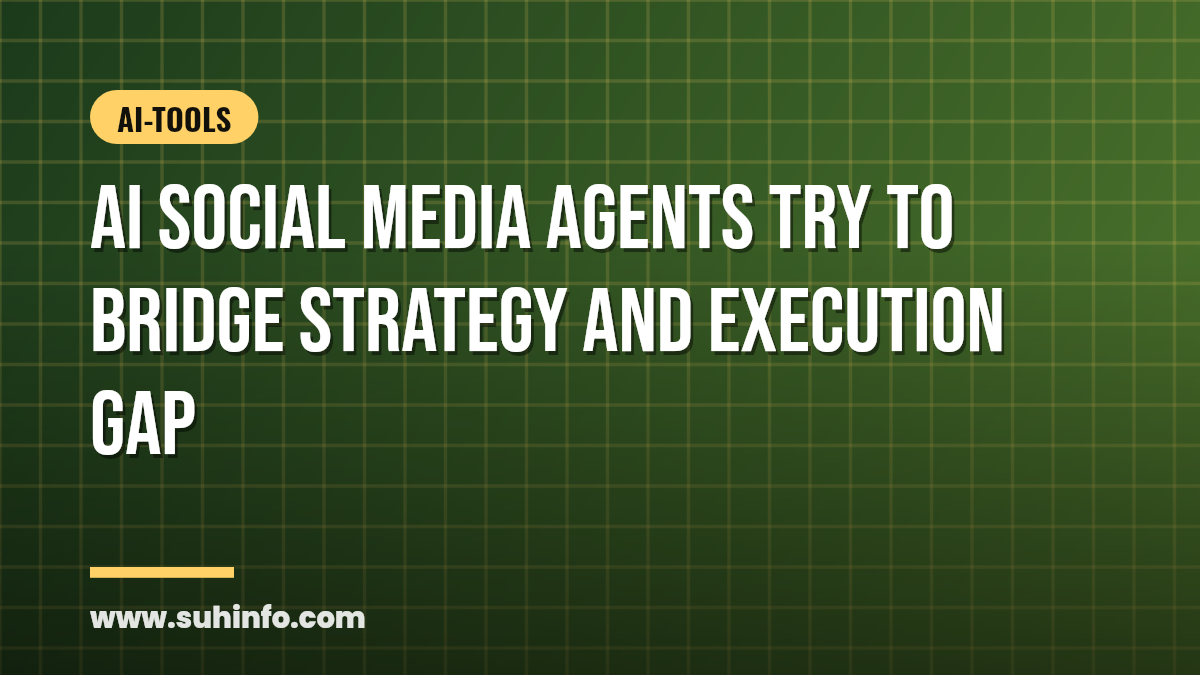 AI-TOOLS
AI SOCIAL MEDIA AGENTS TRY TO
BRIDGE STRATEGY AND EXECUTION
GAP
www.suhinfo.com